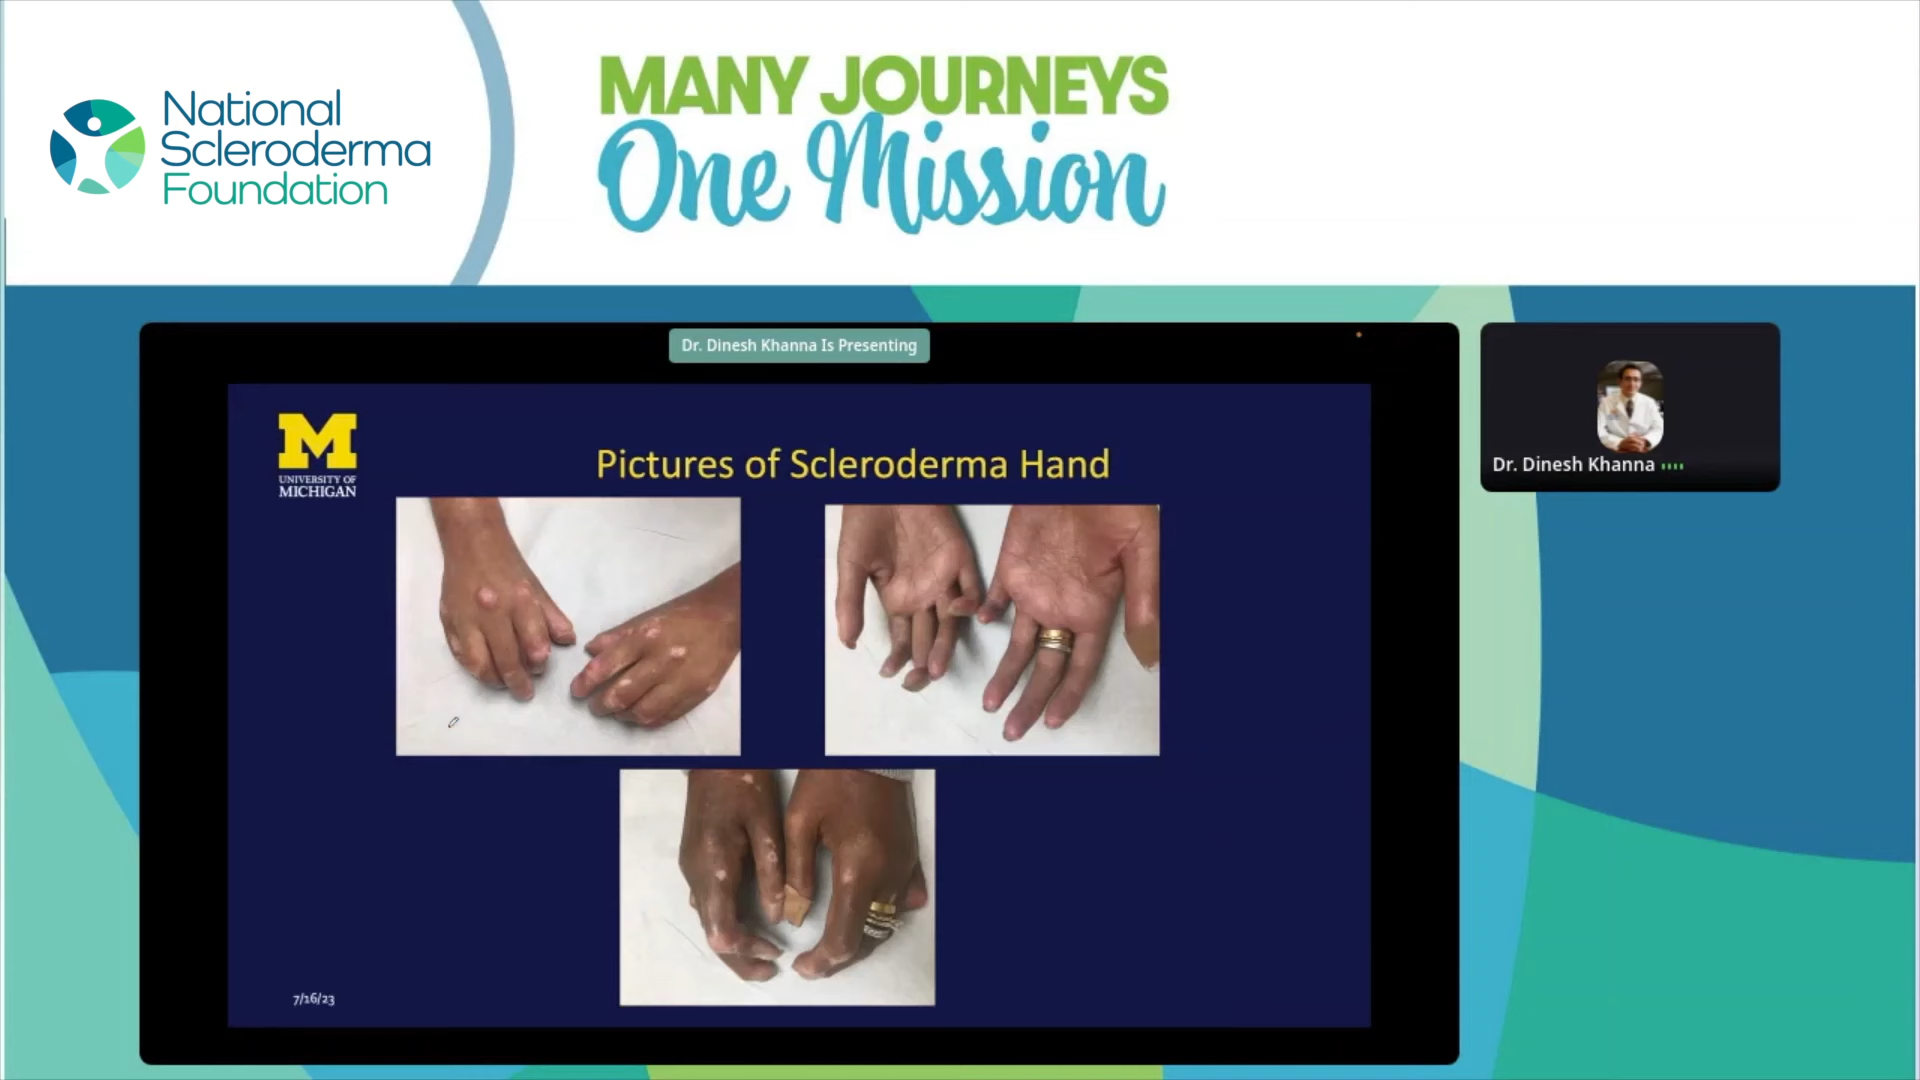 National
Scleroderma
Foundation
MANY JOURNEYS
One Mission
Dr. Dinesh Khanna Is Presenting
M
UNIVERSITY OF
MICHIGAN
Pictures of Scleroderma Hand
Dr. Dinesh Khanna
7/16/23